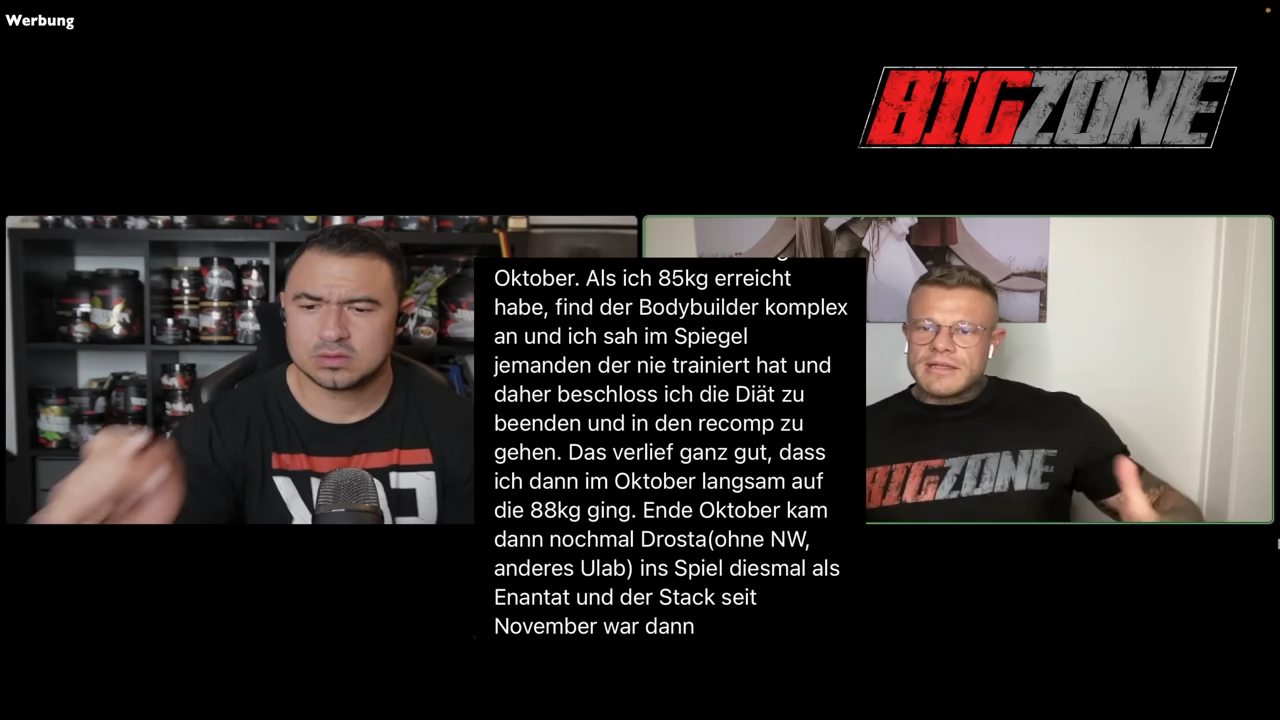 Werbung
BIGZONE
Oktober. Als ich 85kg erreicht
habe, find der Bodybuilder komplex
an und ich sah im Spiegel
jemanden der nie trainiert hat und
daher beschloss ich die Diät zu
beenden und in den recomp zu
gehen. Das verlief ganz gut, dass
ich dann im Oktober langsam auf
die 88kg ging. Ende Oktober kam
dann nochmal Drosta(ohne NW,
anderes Ulab) ins Spiel diesmal als
Enantat und der Stack seit
November war dann
BIGZONE